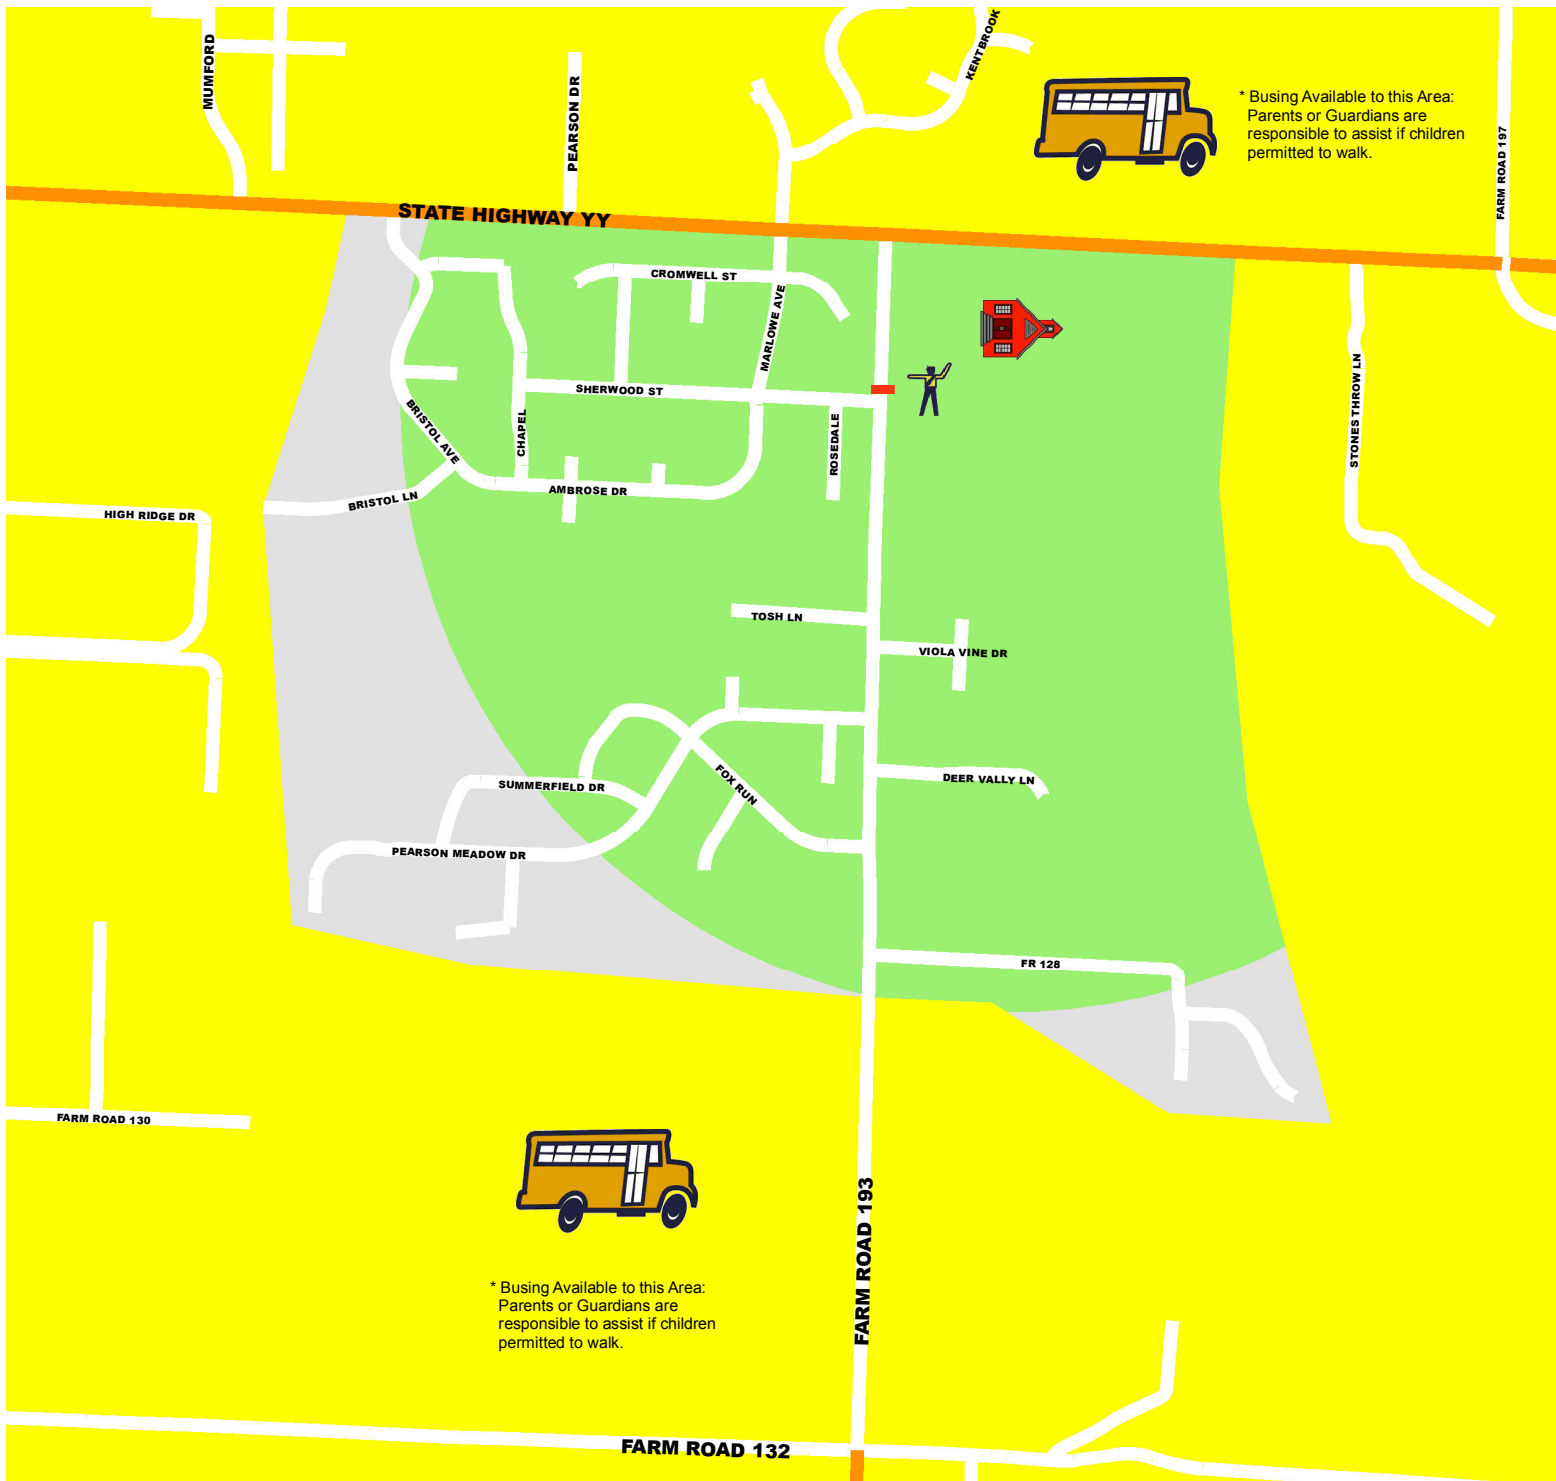 MUMFORD
PEARSON DR
KENTBROOK
* Busing Available to this Area:
Parents or Guardians are
responsible to assist if children
permitted to walk.
FARM ROAD 197
STATE HIGHWAY YY
CROMWELL ST
MARLOWE AVE
SHERWOOD ST
BRISTOL AVE
CHAPEL
ROSEDALE
STONES THROW LN
AMBROSE DR
BRISTOL LN
HIGH RIDGE DR
TOSH LN
VIOLA VINE DR
FOX RUN
DEER VALLY LN
SUMMERFIELD DR
PEARSON MEADOW DR
FR 128
FARM ROAD 130
FARM ROAD 193
* Busing Available to this Area:
Parents or Guardians are
responsible to assist if children
permitted to walk.
FARM ROAD 132